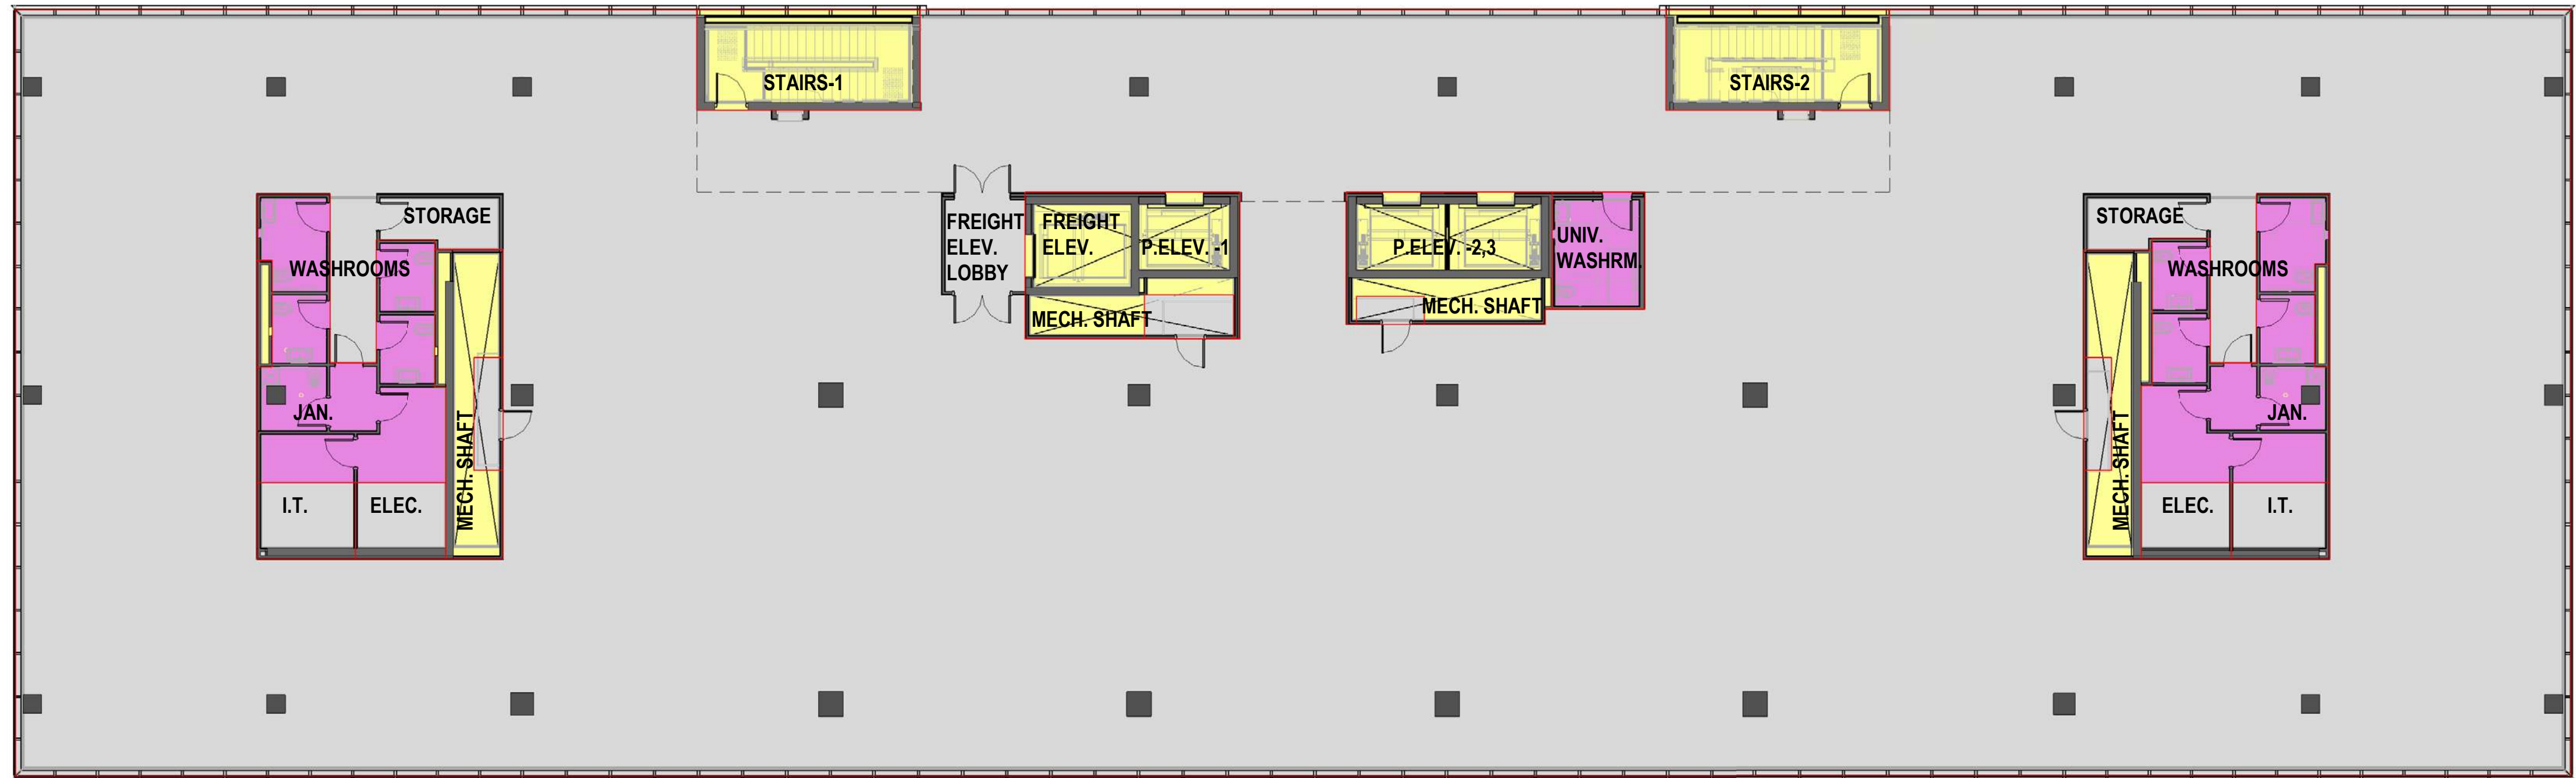 STAIRS-1
STAIRS-2
STORAGE
WASHROOMS
JAN.
MECH. SHAFT
I.T.
ELEC.
FREIGHT
ELEV.
LOBBY
FREIGHT
ELEV.
P.ELEV. -1
MECH. SHAFT
P.ELEV. -2,3
MECH. SHAFT
UNIV.
WASHRM.
STORAGE
WASHROOMS
JAN.
MECH. SHAFT
ELEC.
I.T.